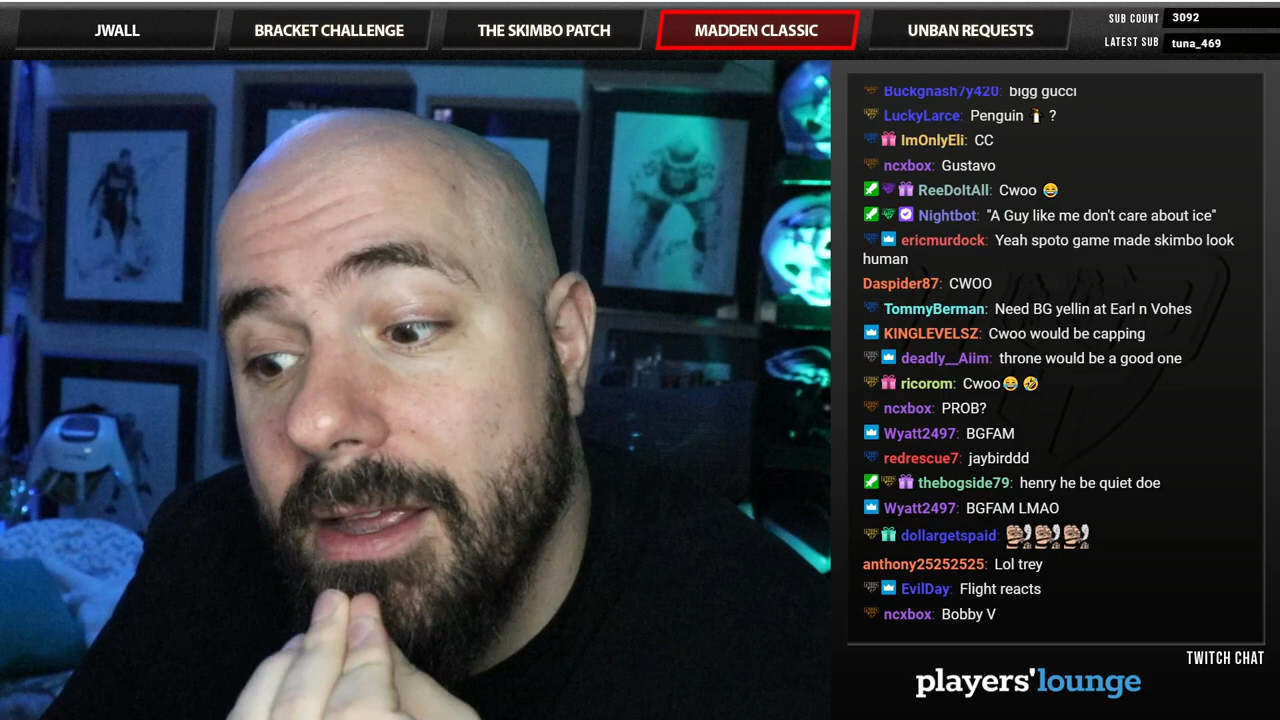 JWALL
BRACKET CHALLENGE
THE SKIMBO PATCH
MADDEN CLASSIC
UNBAN REQUESTS
SUB COUNT 3092
LATEST SUB tuna_469
Buckgnash7y420: bigg gucci
LuckyLarce: Penguin 🐧 ?
ImOnlyEli: CC
ncxbox: Gustavo
ReeDoItAll: Cwoo 😂
Nightbot: "A Guy like me don't care about ice"
ericmurdock: Yeah spoto game made skimbo look
human
Daspider87: CWOO
TommyBerman: Need BG yellin at Earl n Vohes
KINGLEVELSZ: Cwoo would be capping
deadly__Aiim: throne would be a good one
ricorom: Cwoo😂 🤣
ncxbox: PROB?
Wyatt2497: BGFAM
redrescue7: jaybirddd
thebogside79: henry he be quiet doe
Wyatt2497: BGFAM LMAO
dollargetspaid:
anthony25252525: Lol trey
EvilDay: Flight reacts
ncxbox: Bobby V
TWITCH CHAT
players'lounge